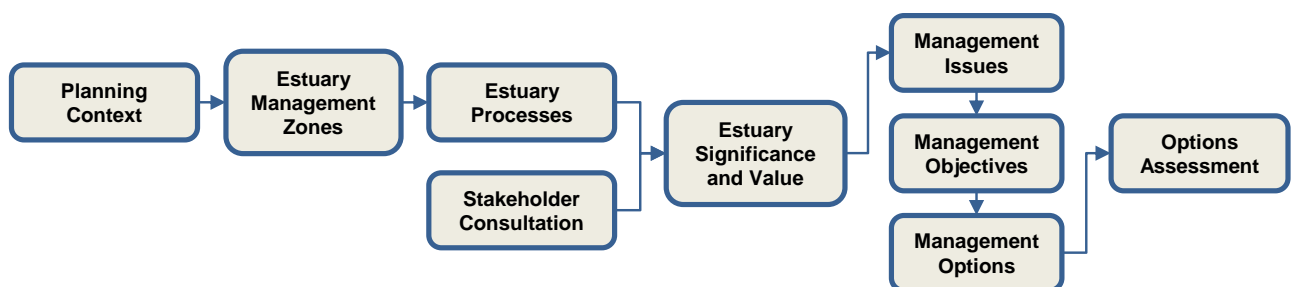 Planning
Context
Estuary
Management
Zones
Estuary
Processes
Stakeholder
Consultation
Estuary
Significance
and Value
Management
Issues
Management
Objectives
Management
Options
Options
Assessment